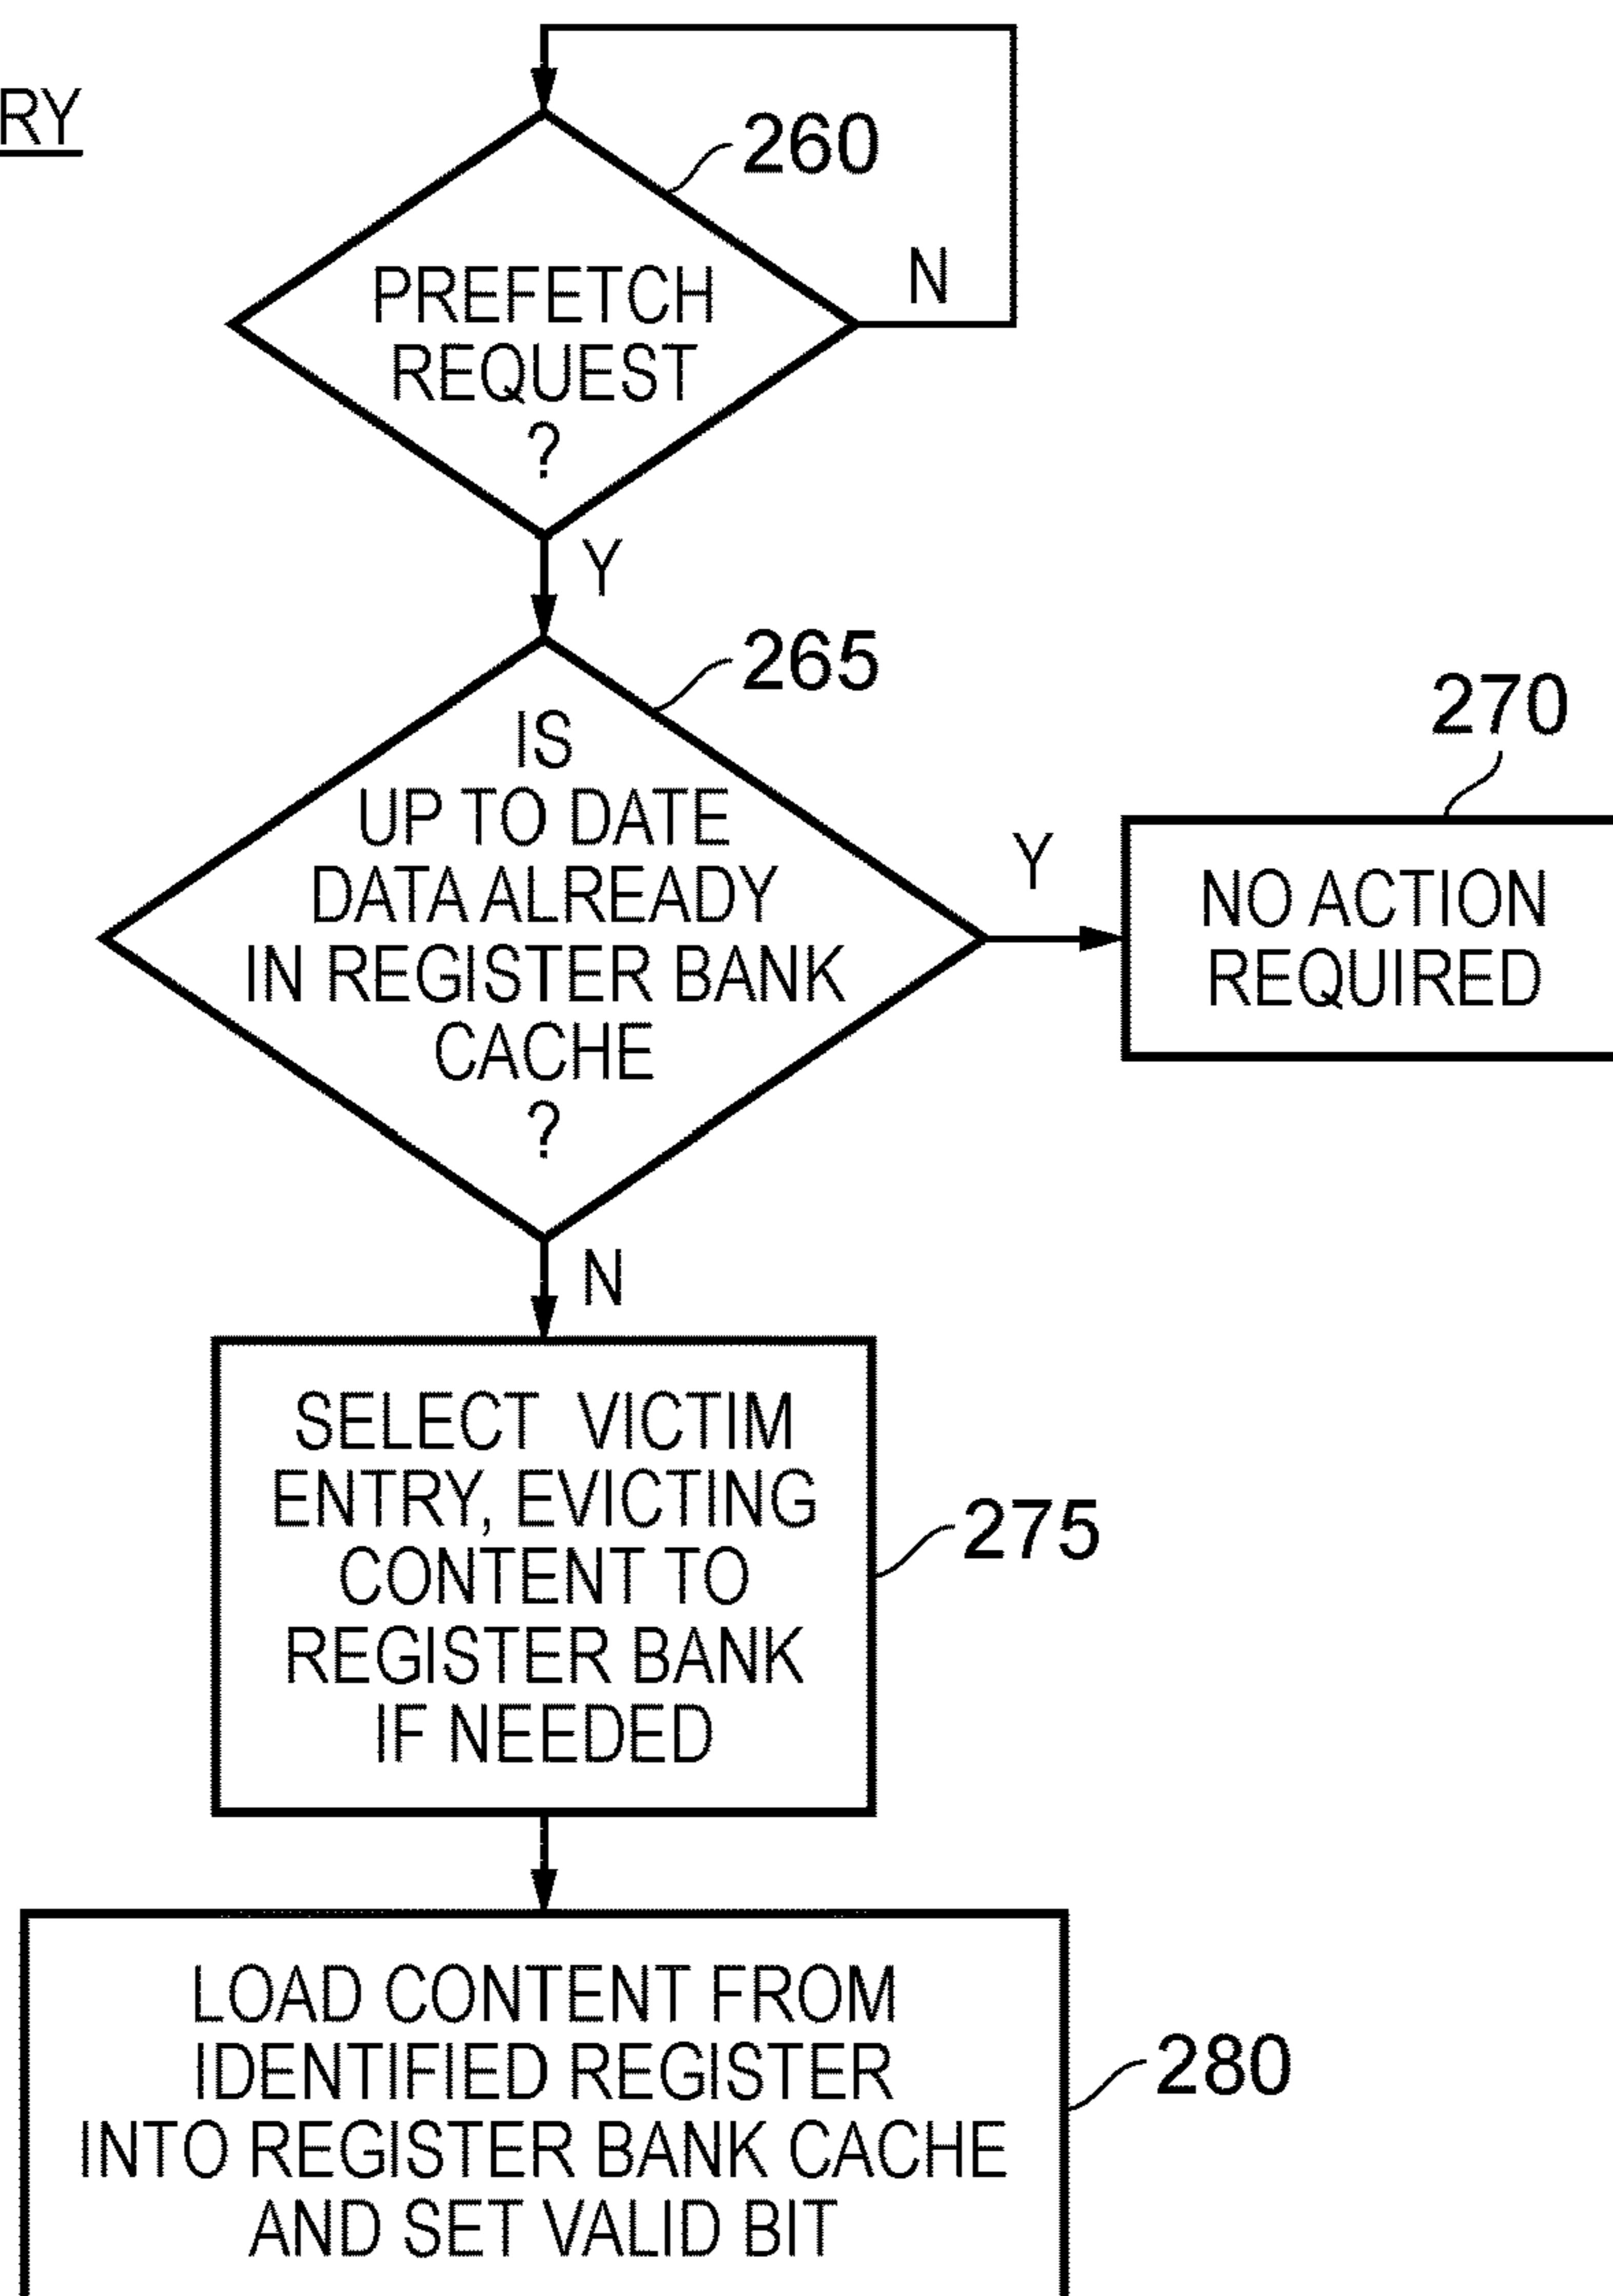 RY
260
PREFETCH
REQUEST
?
N
Y
265
IS
UP TO DATE
DATA ALREADY
IN REGISTER BANK
CACHE
?
Y
270
NO ACTION
REQUIRED
N
SELECT VICTIM
ENTRY, EVICTING
CONTENT TO
REGISTER BANK
IF NEEDED
275
LOAD CONTENT FROM
IDENTIFIED REGISTER
INTO REGISTER BANK CACHE
AND SET VALID BIT
280